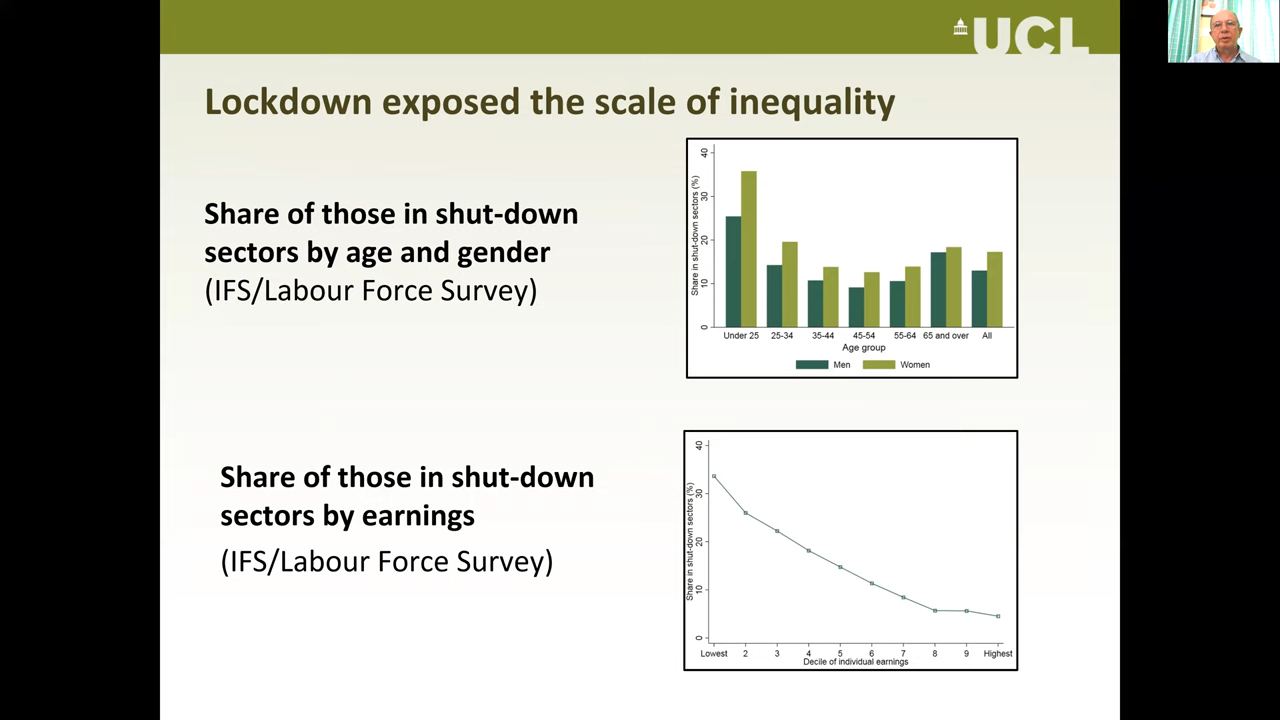 UCL
Lockdown exposed the scale of inequality
Share of those in shut-down
sectors by age and gender
(IFS/Labour Force Survey)
Share in shut-down sectors (%)
40
30
20
10
0
Under 25 25-34 35-44 45-54 55-64 65 and over All
Age group
Men Women
Share of those in shut-down
sectors by earnings
(IFS/Labour Force Survey)
Share in shut-down sectors (%)
40
30
20
10
0
Lowest 2 3 4 5 6 7 8 9 Highest
Decile of individual earnings